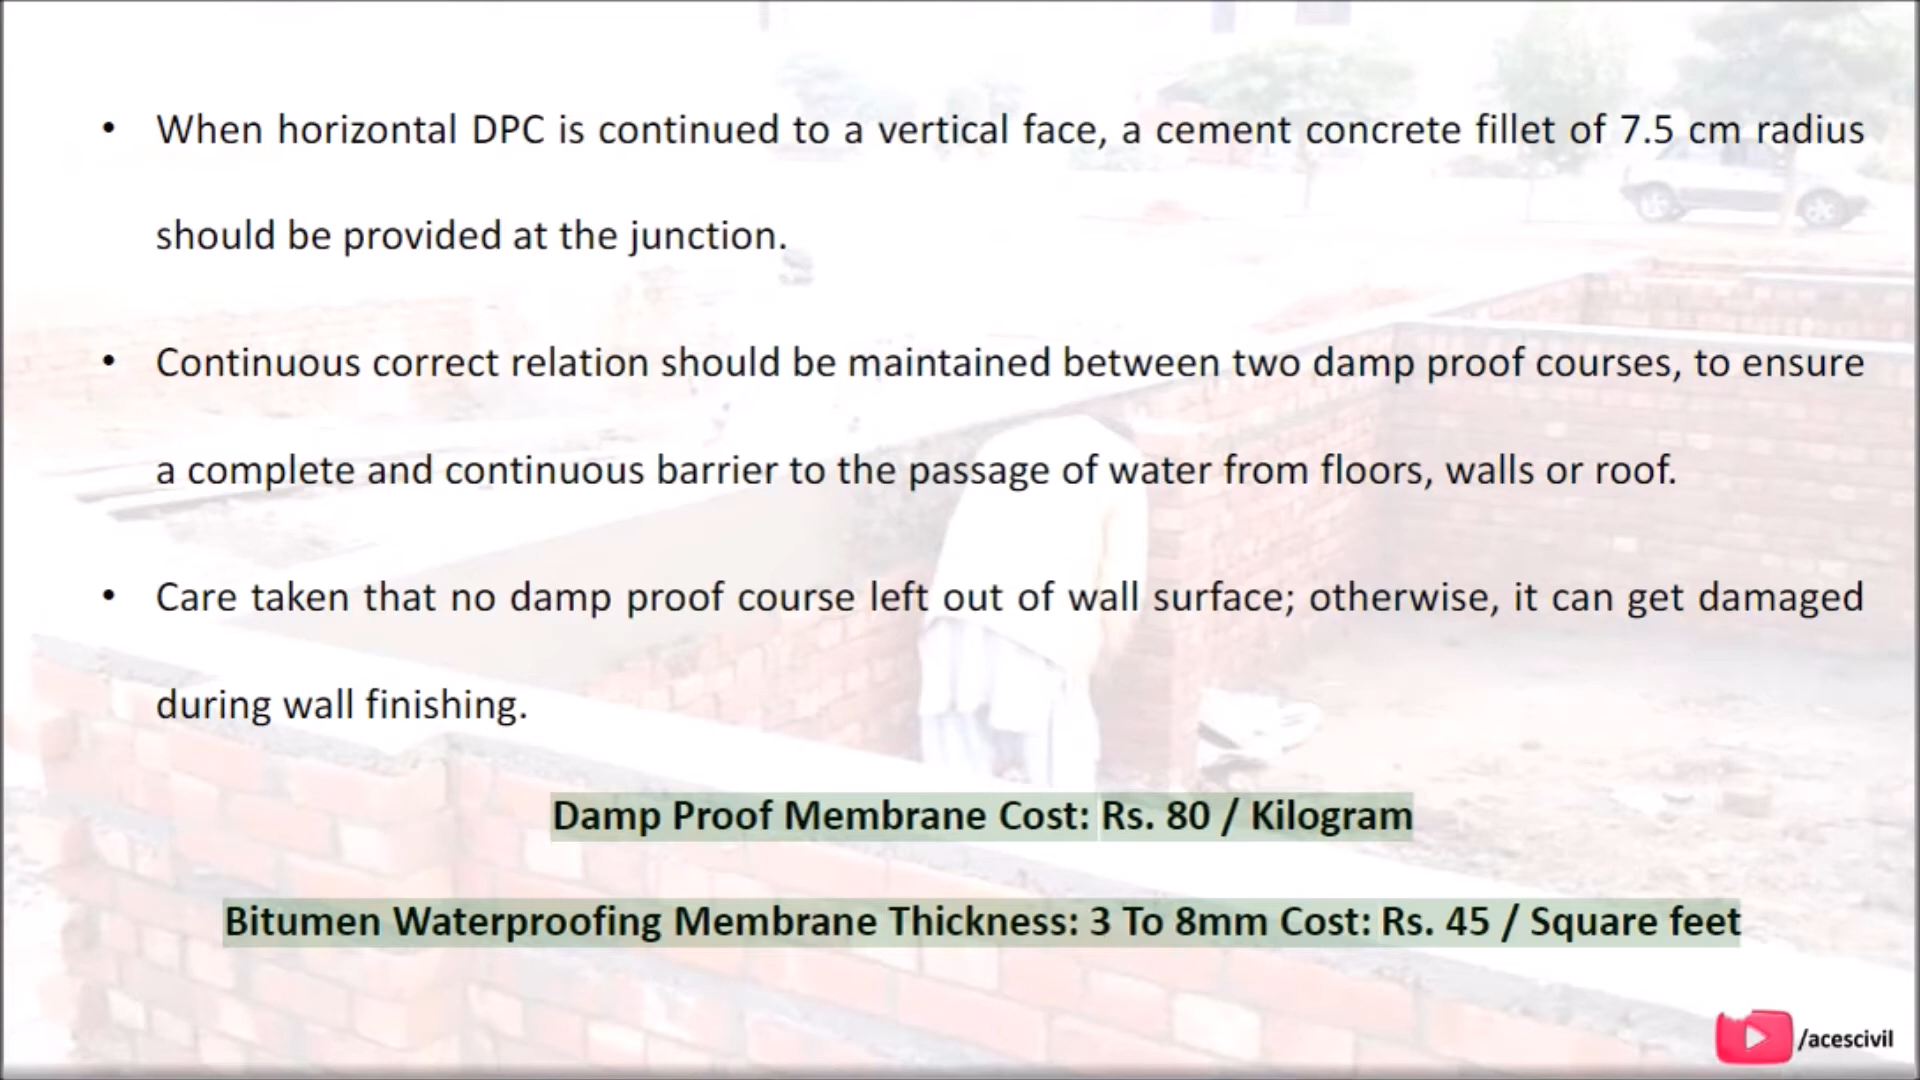 • When horizontal DPC is continued to a vertical face, a cement concrete fillet of 7.5 cm radius
should be provided at the junction.
• Continuous correct relation should be maintained between two damp proof courses, to ensure
a complete and continuous barrier to the passage of water from floors, walls or roof.
• Care taken that no damp proof course left out of wall surface; otherwise, it can get damaged
during wall finishing.
Damp Proof Membrane Cost: Rs. 80 / Kilogram
Bitumen Waterproofing Membrane Thickness: 3 To 8mm Cost: Rs. 45 / Square feet
/acescivil